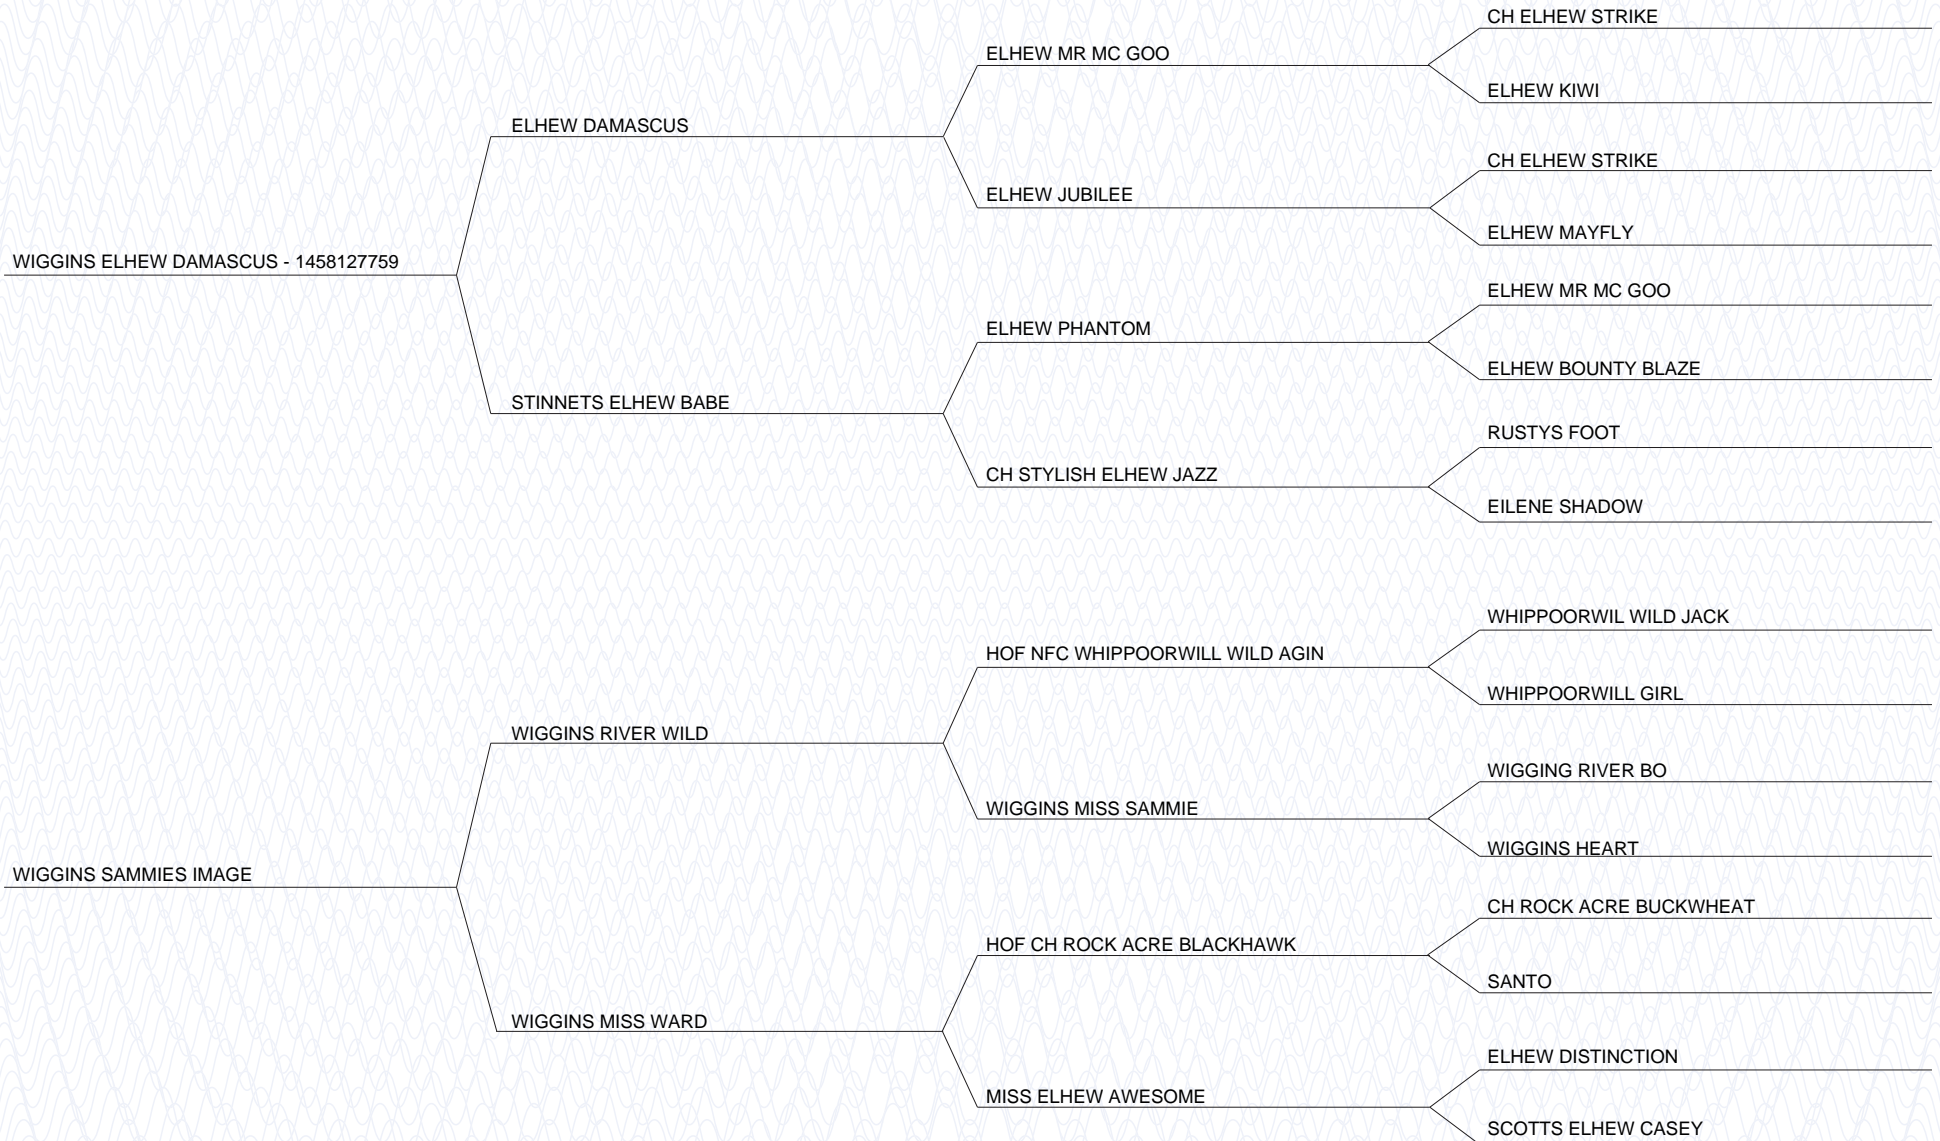 CH ELHEW STRIKE
ELHEW MR MC GOO
ELHEW KIWI
ELHEW DAMASCUS
CH ELHEW STRIKE
ELHEW JUBILEE
ELHEW MAYFLY
WIGGINS ELHEW DAMASCUS - 1458127759
ELHEW MR MC GOO
ELHEW PHANTOM
ELHEW BOUNTY BLAZE
STINNETS ELHEW BABE
RUSTYS FOOT
CH STYLISH ELHEW JAZZ
EILENE SHADOW
WHIPPOORWIL WILD JACK
HOF NFC WHIPPOORWILL WILD AGIN
WHIPPOORWILL GIRL
WIGGINS RIVER WILD
WIGGING RIVER BO
WIGGINS MISS SAMMIE
WIGGINS HEART
WIGGINS SAMMIES IMAGE
CH ROCK ACRE BUCKWHEAT
HOF CH ROCK ACRE BLACKHAWK
SANTO
WIGGINS MISS WARD
ELHEW DISTINCTION
MISS ELHEW AWESOME
SCOTTS ELHEW CASEY